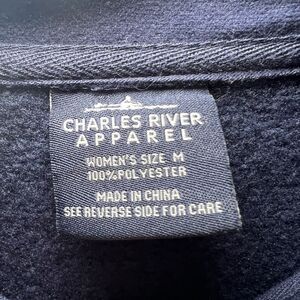 CHARLES RIVER
APPAREL
WOMEN'S SIZE M
100%POLYESTER
MADE IN CHINA
SEE REVERSE SIDE FOR CARE